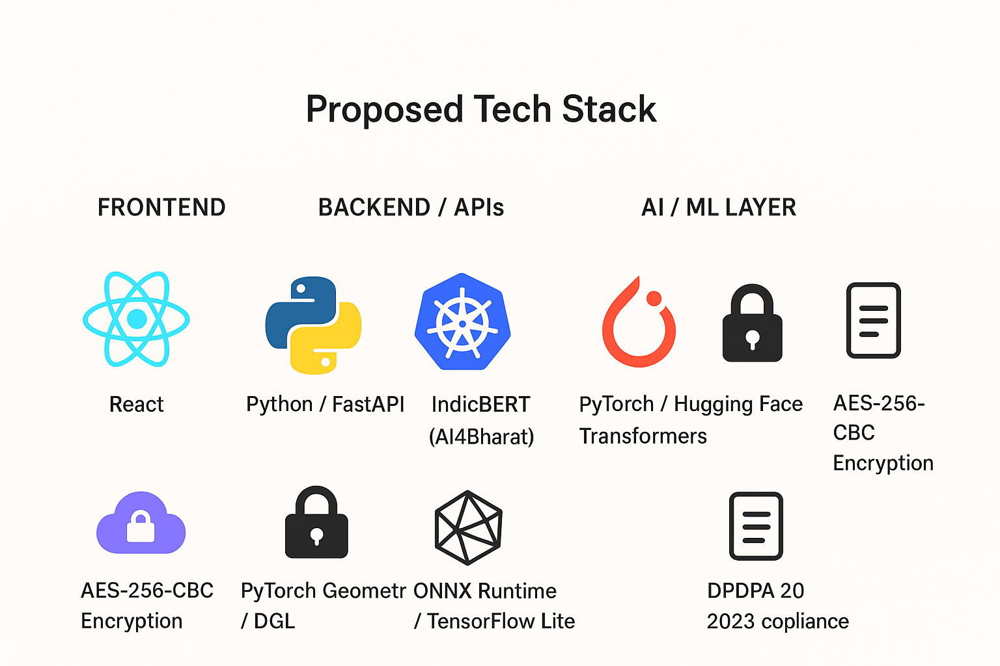 Proposed Tech Stack
FRONTEND
BACKEND / APIs
AI / ML LAYER
React
Python / FastAPI
IndicBERT
(AI4Bharat)
PyTorch / Hugging Face
Transformers
AES-256-
CBC
Encryption
AES-256-CBC
Encryption
PyTorch Geometr
/ DGL
ONNX Runtime
/ TensorFlow Lite
DPDPA 20
2023 copliance